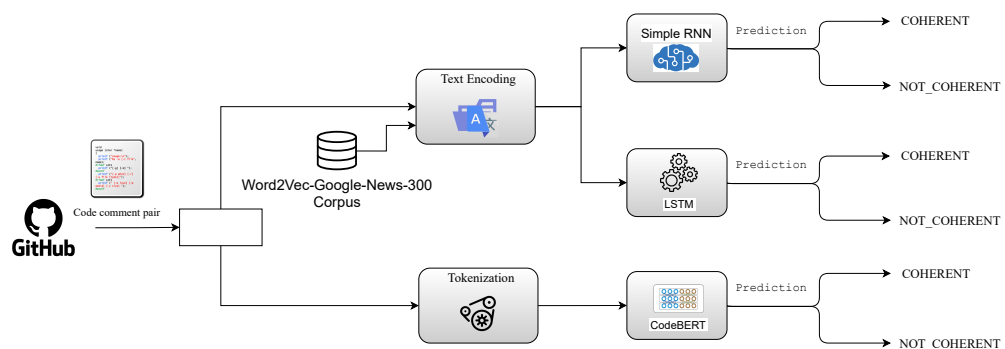 Simple RNN
Prediction
COHERENT
NOT_COHERENT
Text Encoding
A
文
Word2Vec-Google-News-300
Corpus
Prediction
COHERENT
LSTM
NOT_COHERENT
Code comment pair
GitHub
Tokenization
Prediction
COHERENT
CodeBERT
NOT_COHERENT